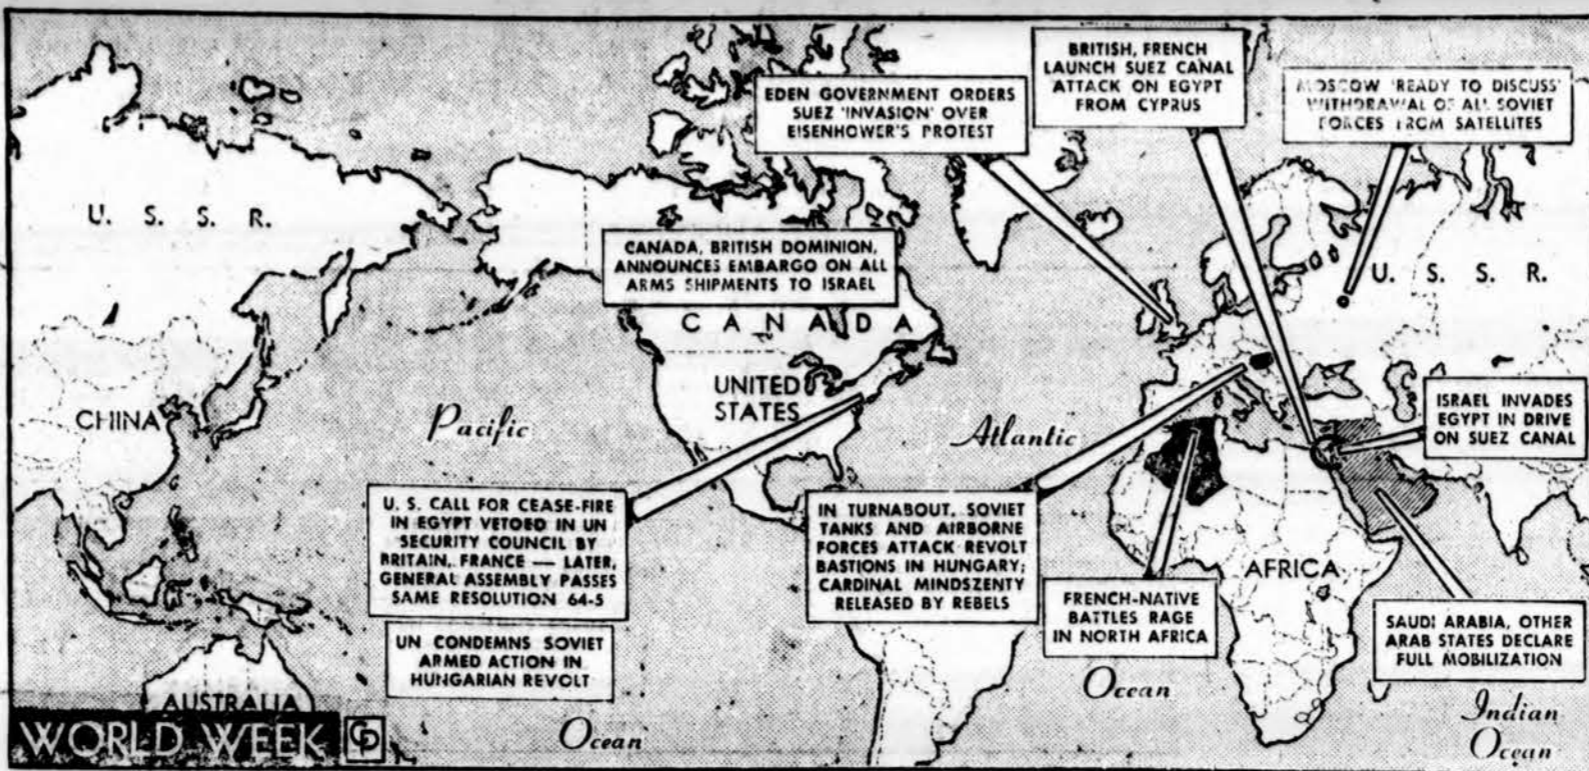 BRITISH, FRENCH
LAUNCH SUEZ CANAL
ATTACK ON EGYPT
FROM CYPRUS
EDEN GOVERNMENT ORDERS
SUEZ 'INVASION' OVER
EISENHOWER'S PROTEST
MOSCOW 'READY TO DISCUSS'
WITHDRAWAL OF ALL SOVIET
FORCES FROM SATELLITES
U. S. S. R.
CANADA, BRITISH DOMINION,
ANNOUNCES EMBARGO ON ALL
ARMS SHIPMENTS TO ISRAEL
U. S. S. R.
CANADA
UNITED
STATES
CHINA
Pacific
Atlantic
ISRAEL INVADES
EGYPT IN DRIVE
ON SUEZ CANAL
U. S. CALL FOR CEASE-FIRE
IN EGYPT VETOED IN UN
SECURITY COUNCIL BY
BRITAIN, FRANCE — LATER,
GENERAL ASSEMBLY PASSES
SAME RESOLUTION 64-5
IN TURNABOUT, SOVIET
TANKS AND AIRBORNE
FORCES ATTACK REVOLT
BASTIONS IN HUNGARY;
CARDINAL MINDSZENTY
RELEASED BY REBELS
AFRICA
FRENCH-NATIVE
BATTLES RAGE
IN NORTH AFRICA
SAUDI ARABIA, OTHER
ARAB STATES DECLARE
FULL MOBILIZATION
UN CONDEMNS SOVIET
ARMED ACTION IN
HUNGARIAN REVOLT
Ocean
AUSTRALIA
Indian
Ocean
WORLD WEEK CP
Ocean